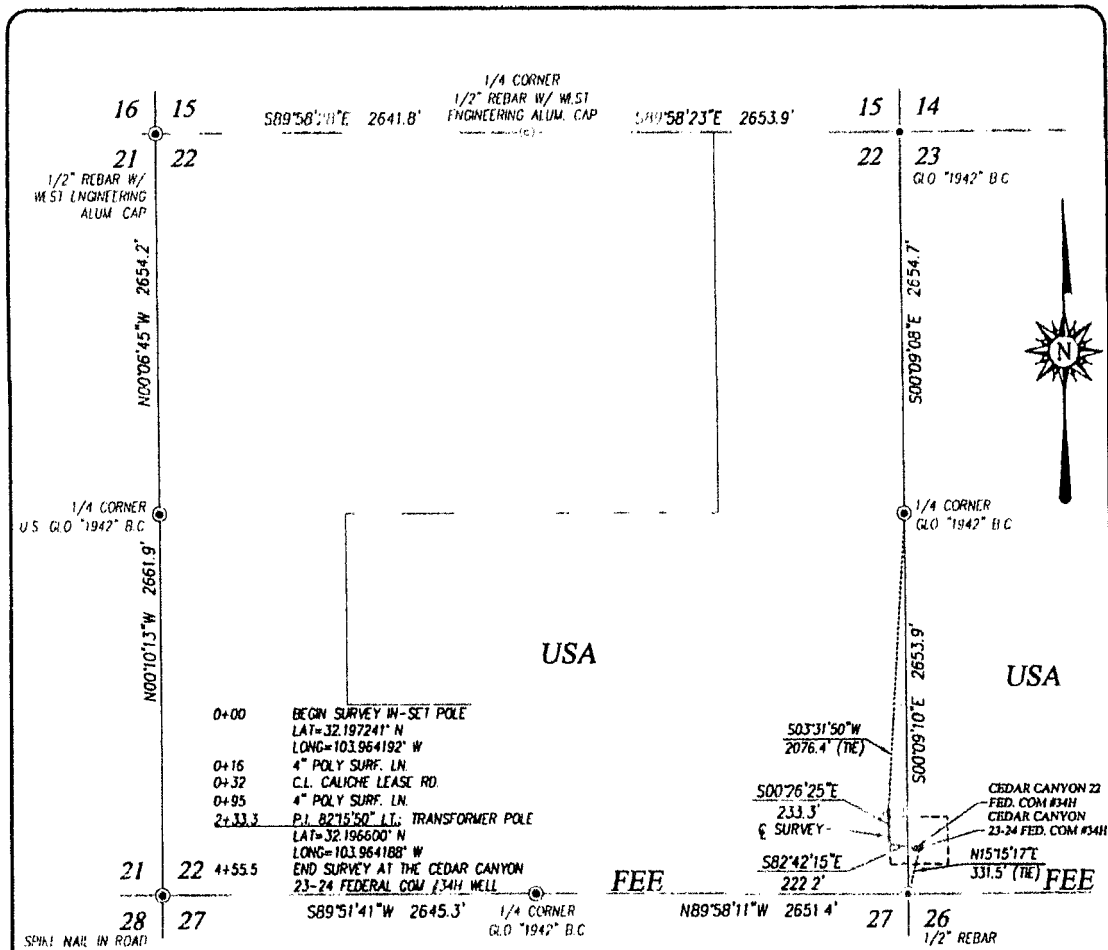 1/4 CORNER
1/2" REBAR W/ WEST
ENGINEERING ALUM. CAP
(c)
16 15
S89°58'28"E 2641.8'
S89°58'23"E 2653.9'
15 14
21 22
22 23
1/2" REBAR W/
WEST ENGINEERING
ALUM CAP
GLO "1942" B.C
N00°06'45"W 2654.2'
S00°09'08"E 2654.7'
N
1/4 CORNER
U.S. GLO "1942" B.C
1/4 CORNER
GLO "1942" B.C
N00°10'13"W 2661.9'
S00°09'10"E 2653.9'
USA
USA
0+00 BEGIN SURVEY IN-SET POLE
LAT=32.197241° N
LONG=103.964192° W
0+16 4" POLY SURF. LN.
0+32 C.L. CALICHE LEASE RD.
0+95 4" POLY SURF. LN.
2+33.3 P.I. 82°15'50" LT.; TRANSFORMER POLE
LAT=32.196600° N
LONG=103.964188° W
4+55.5 END SURVEY AT THE CEDAR CANYON
23-24 FEDERAL COM #34H WELL
S03°31'50"W
2076.4' (TIE)
S00°26'25"E
233.3'
℄ SURVEY-
S82°42'15"E
222.2'
CEDAR CANYON 22
FED. COM #34H
CEDAR CANYON
23-24 FED. COM #34H
N15°15'17"E
331.5' (TIE)
21 22
FEE
FEE
28 27
S89°51'41"W 2645.3'
1/4 CORNER
GLO "1942" B.C
N89°58'11"W 2651.4'
27 26
SPIKE NAIL IN ROAD
1/2" REBAR